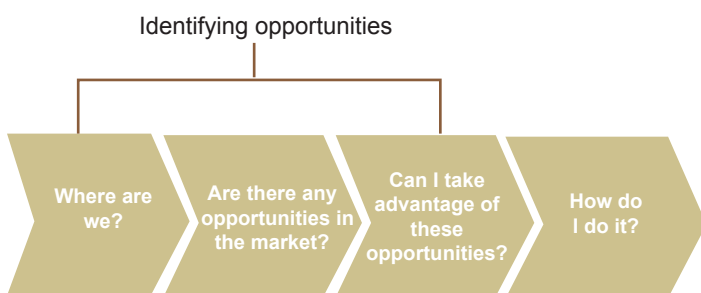 Identifying opportunities
Where are
we?
Are there any
opportunities in
the market?
Can I take
advantage of
these
opportunities?
How do
I do it?